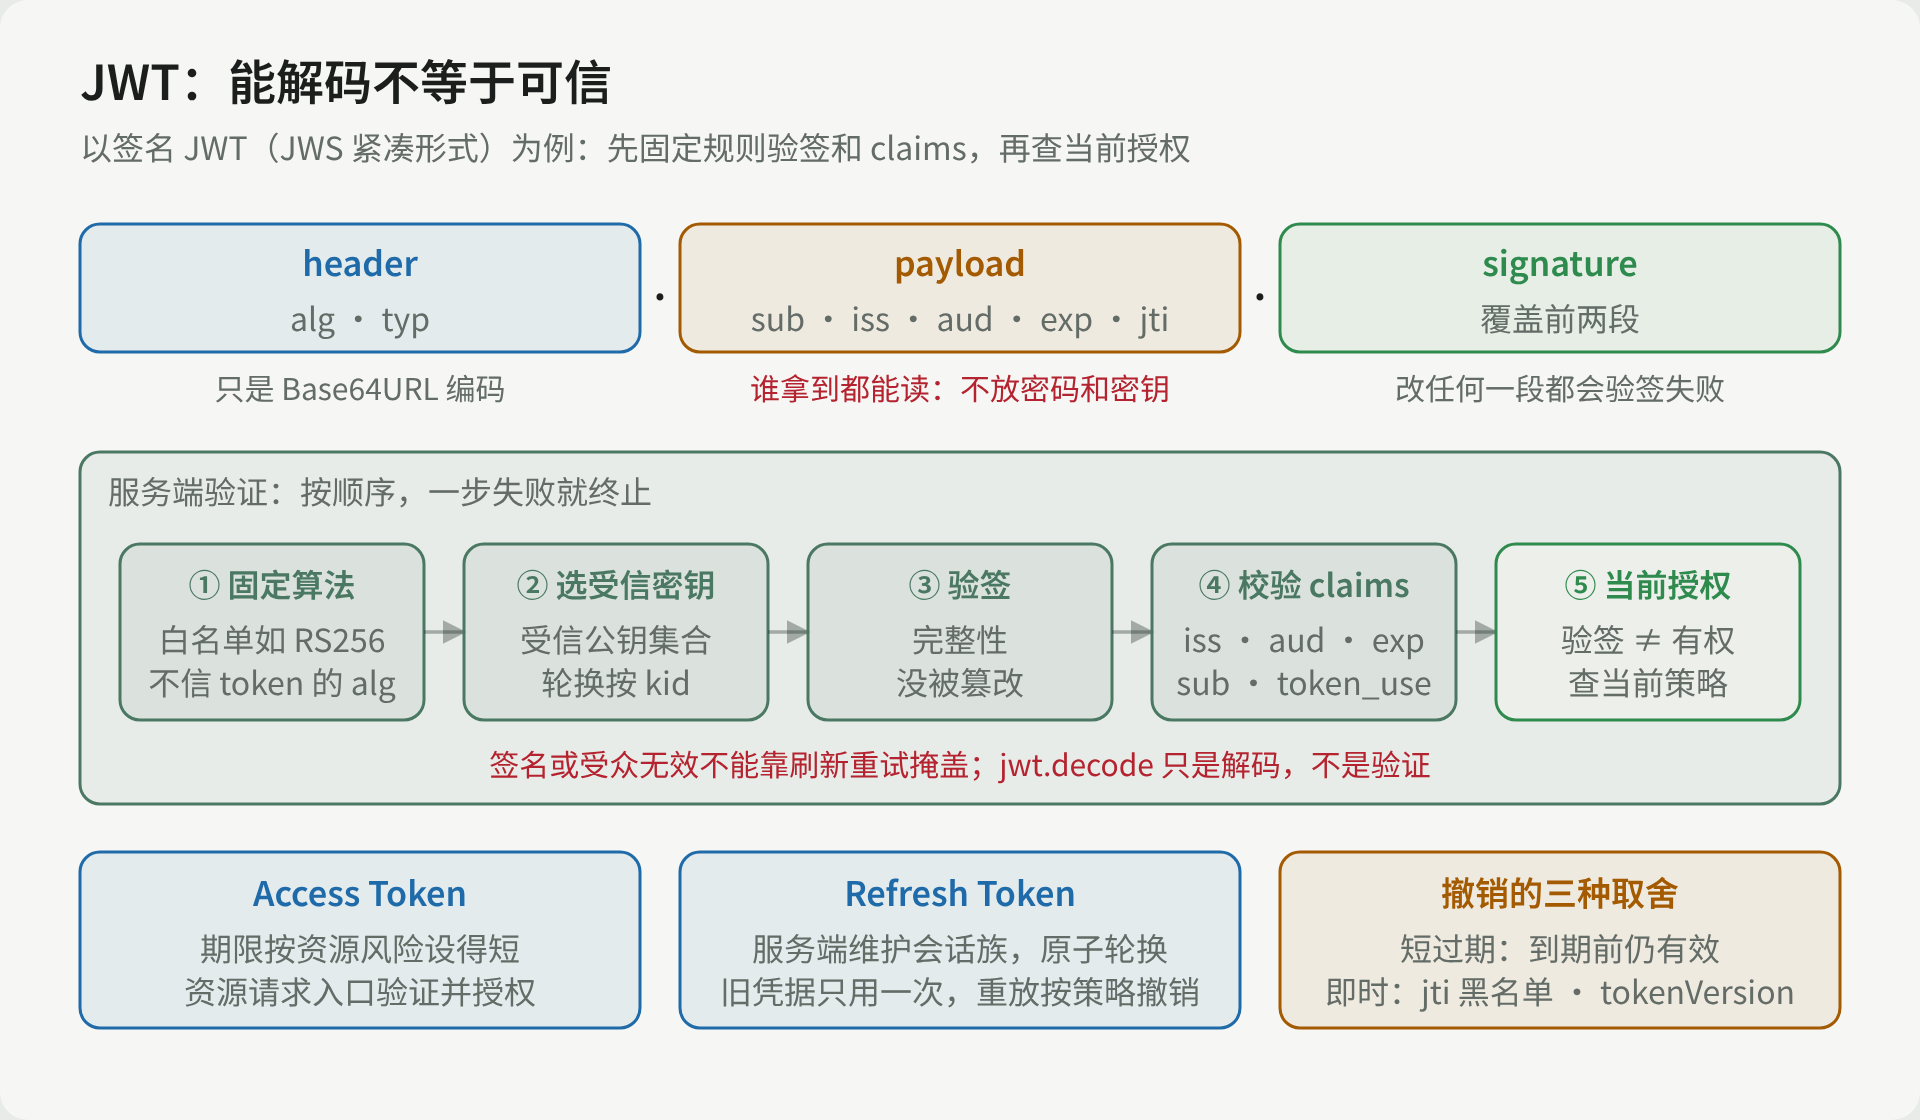 JWT：能解码不等于可信
以签名 JWT（JWS 紧凑形式）为例：先固定规则验签和 claims，再查当前授权
header
alg · typ
·
payload
sub · iss · aud · exp · jti
·
signature
覆盖前两段
只是 Base64URL 编码
谁拿到都能读：不放密码和密钥
改任何一段都会验签失败
服务端验证：按顺序，一步失败就终止
① 固定算法
白名单如 RS256
不信 token 的 alg
② 选受信密钥
受信公钥集合
轮换按 kid
③ 验签
完整性
没被篡改
④ 校验 claims
iss · aud · exp
sub · token_use
⑤ 当前授权
验签 ≠ 有权
查当前策略
签名或受众无效不能靠刷新重试掩盖；jwt.decode 只是解码，不是验证
Access Token
期限按资源风险设得短
资源请求入口验证并授权
Refresh Token
服务端维护会话族，原子轮换
旧凭据只用一次，重放按策略撤销
撤销的三种取舍
短过期：到期前仍有效
即时：jti 黑名单 · tokenVersion